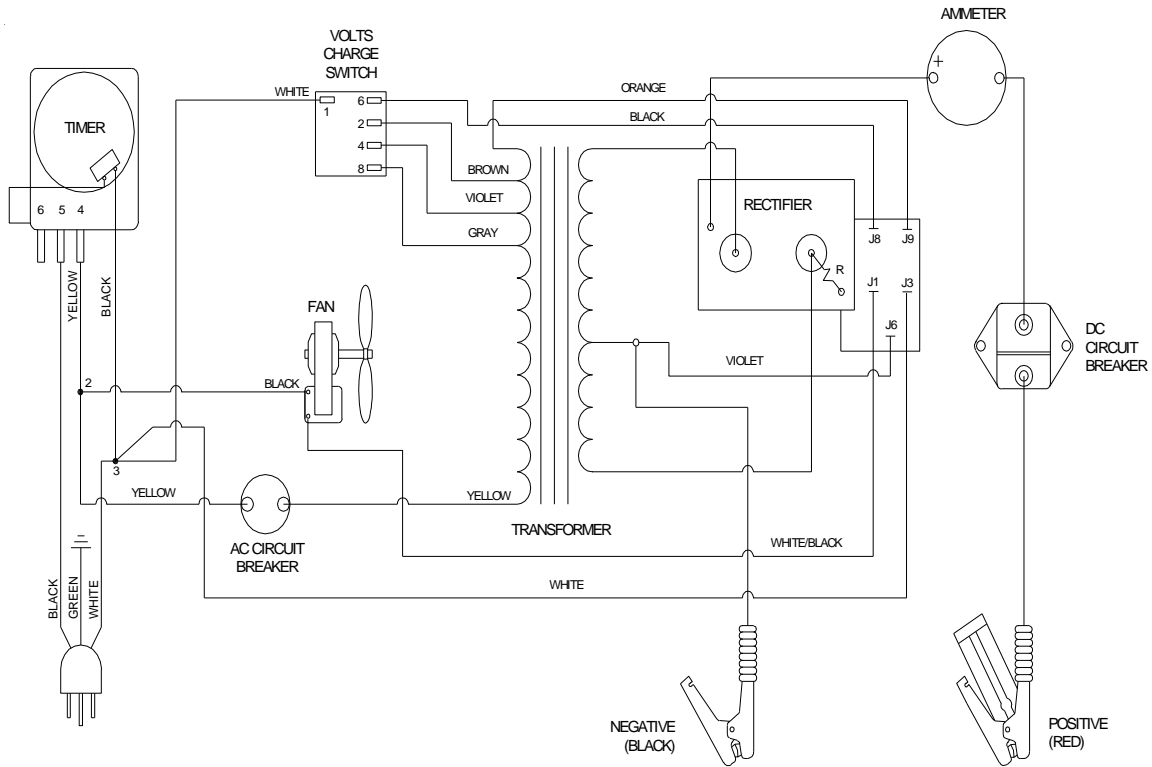 AMMETER
+
VOLTS
CHARGE
SWITCH
WHITE
1
6
2
4
8
ORANGE
BLACK
BROWN
VIOLET
GRAY
TIMER
6 5 4
YELLOW
BLACK
RECTIFIER
R
J8
J9
J1
J3
J6
FAN
BLACK
2
3
VIOLET
DC
CIRCUIT
BREAKER
YELLOW
YELLOW
AC CIRCUIT
BREAKER
TRANSFORMER
WHITE/BLACK
WHITE
BLACK
GREEN
WHITE
NEGATIVE
(BLACK)
POSITIVE
(RED)